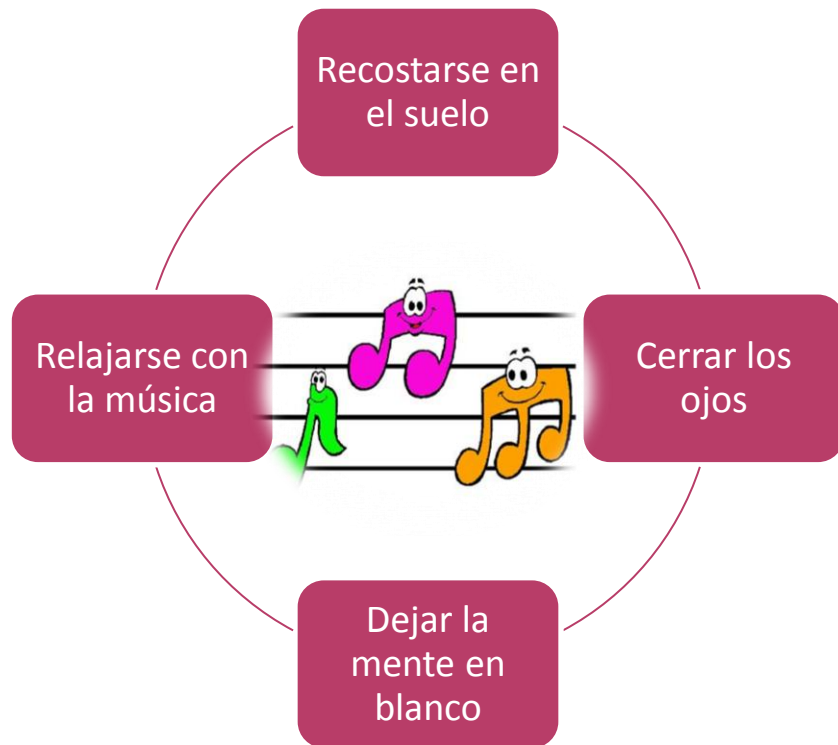 Recostarse en
el suelo
Cerrar los
ojos
Dejar la
mente en
blanco
Relajarse con
la música